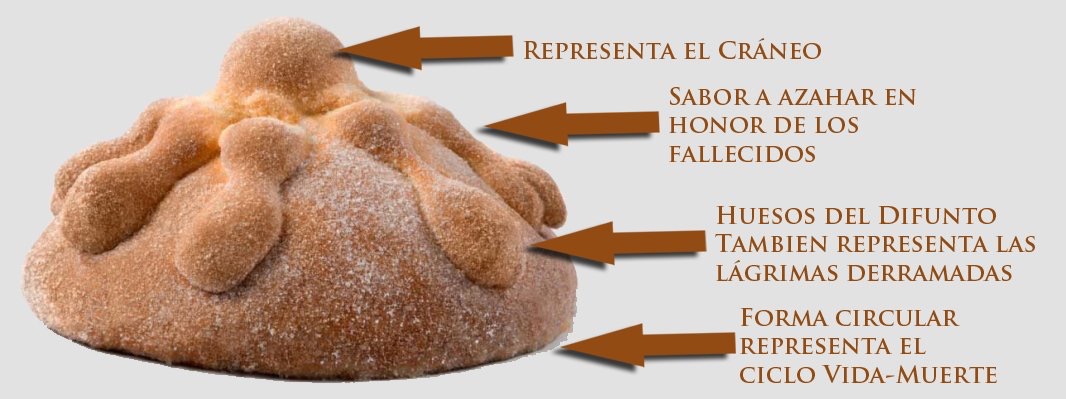 Representa el Cráneo
Sabor a azahar en
honor de los
fallecidos
Huesos del Difunto
Tambien representa las
lágrimas derramadas
Forma circular
representa el
ciclo Vida-Muerte